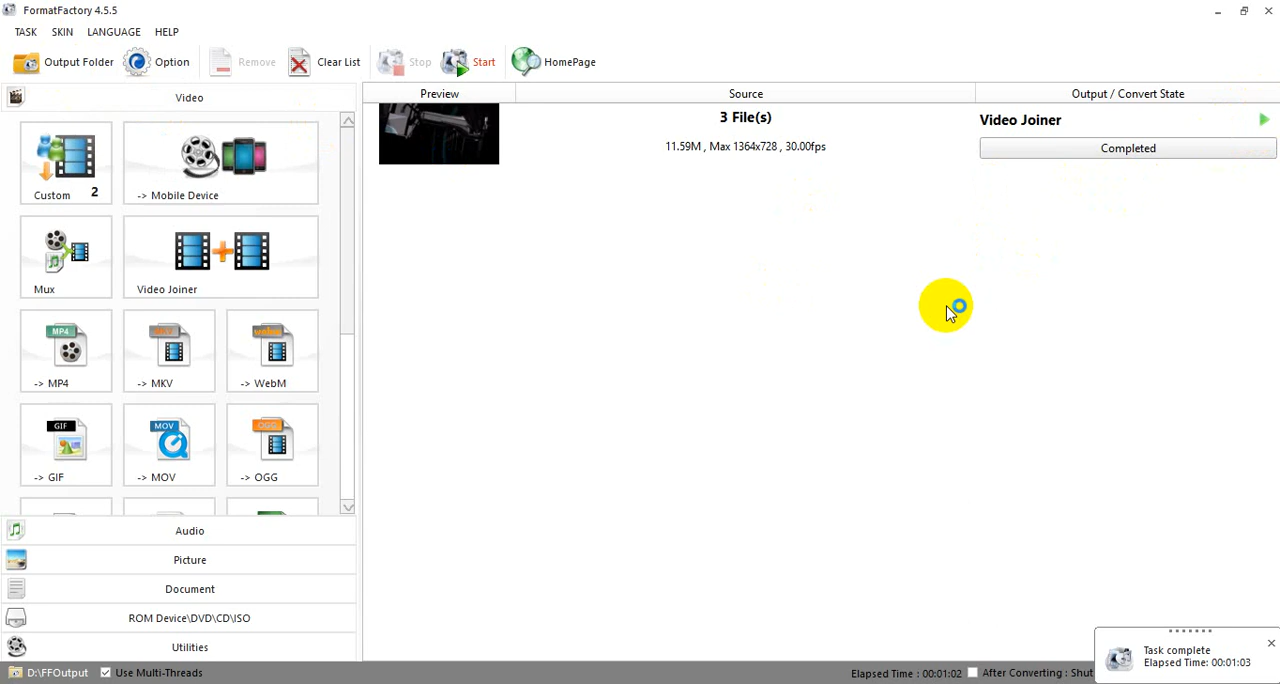 FormatFactory 4.5.5
TASK SKIN LANGUAGE HELP
Output Folder Option Remove Clear List Stop Start HomePage
Video
Preview Source Output / Convert State
Custom 2
-> Mobile Device
3 File(s)
11.59M , Max 1364x728 , 30.00fps
Video Joiner
Completed
Mux
Video Joiner
MP4
-> MP4
MKV
-> MKV
webm
-> WebM
GIF
-> GIF
MOV
-> MOV
OGG
-> OGG
Audio
Picture
Document
ROM Device\DVD\CD\ISO
Utilities
D:\FFOutput Use Multi-Threads
Elapsed Time : 00:01:02 After Converting : Shut
Task complete
Elapsed Time: 00:01:03